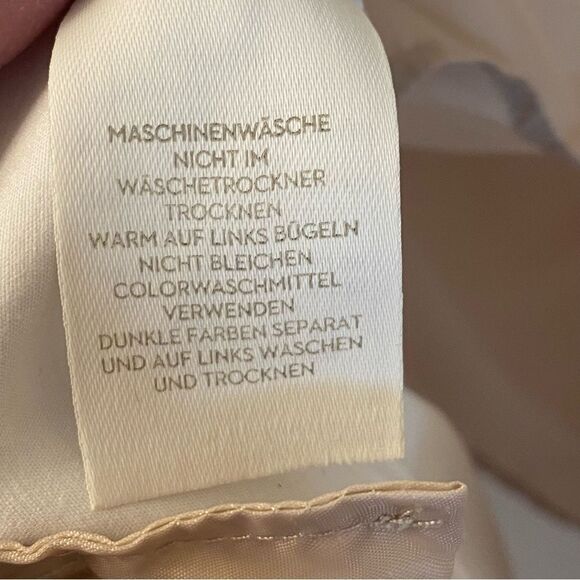 MASCHINENWÄSCHE
NICHT IM
WÄSCHETROCKNER
TROCKNEN
WARM AUF LINKS BÜGELN
NICHT BLEICHEN
COLORWASCHMITTEL
VERWENDEN
DUNKLE FARBEN SEPARAT
UND AUF LINKS WASCHEN
UND TROCKNEN